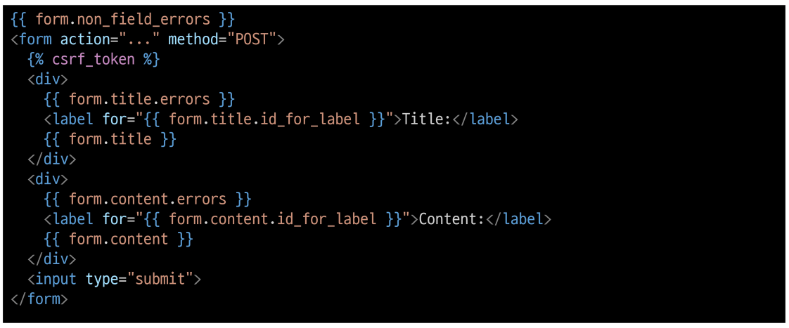 {{ form.non_field_errors }}
<form action="..." method="POST">
  {% csrf_token %}
  <div>
    {{ form.title.errors }}
    <label for="{{ form.title.id_for_label }}">Title:</label>
    {{ form.title }}
  </div>
  <div>
    {{ form.content.errors }}
    <label for="{{ form.content.id_for_label }}">Content:</label>
    {{ form.content }}
  </div>
  <input type="submit">
</form>